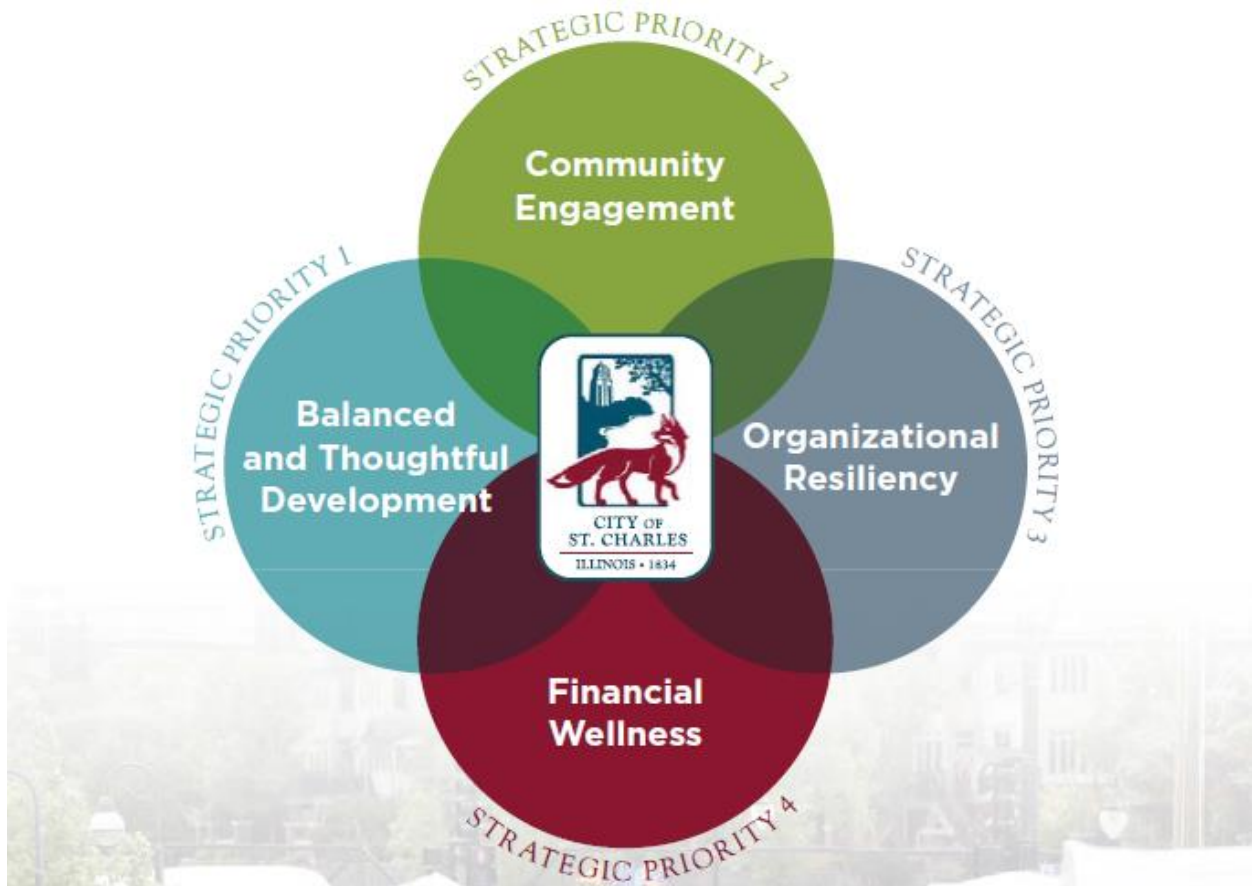 STRATEGIC PRIORITY 2
Community
Engagement
STRATEGIC PRIORITY 1
Balanced
and Thoughtful
Development
STRATEGIC PRIORITY 3
Organizational
Resiliency
CITY OF
ST. CHARLES
ILLINOIS • 1834
Financial
Wellness
STRATEGIC PRIORITY 4